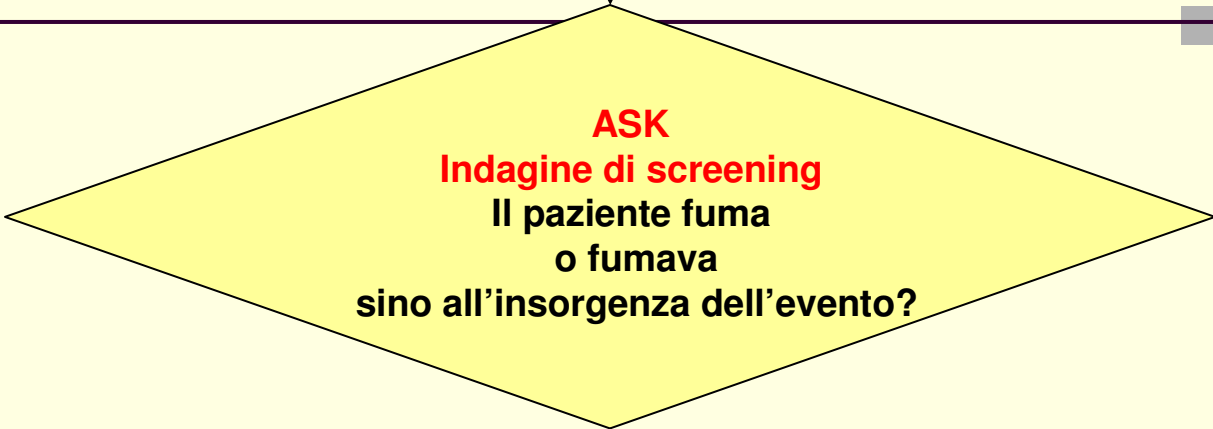 ASK
Indagine di screening
Il paziente fuma
o fumava
sino all'insorgenza dell'evento?